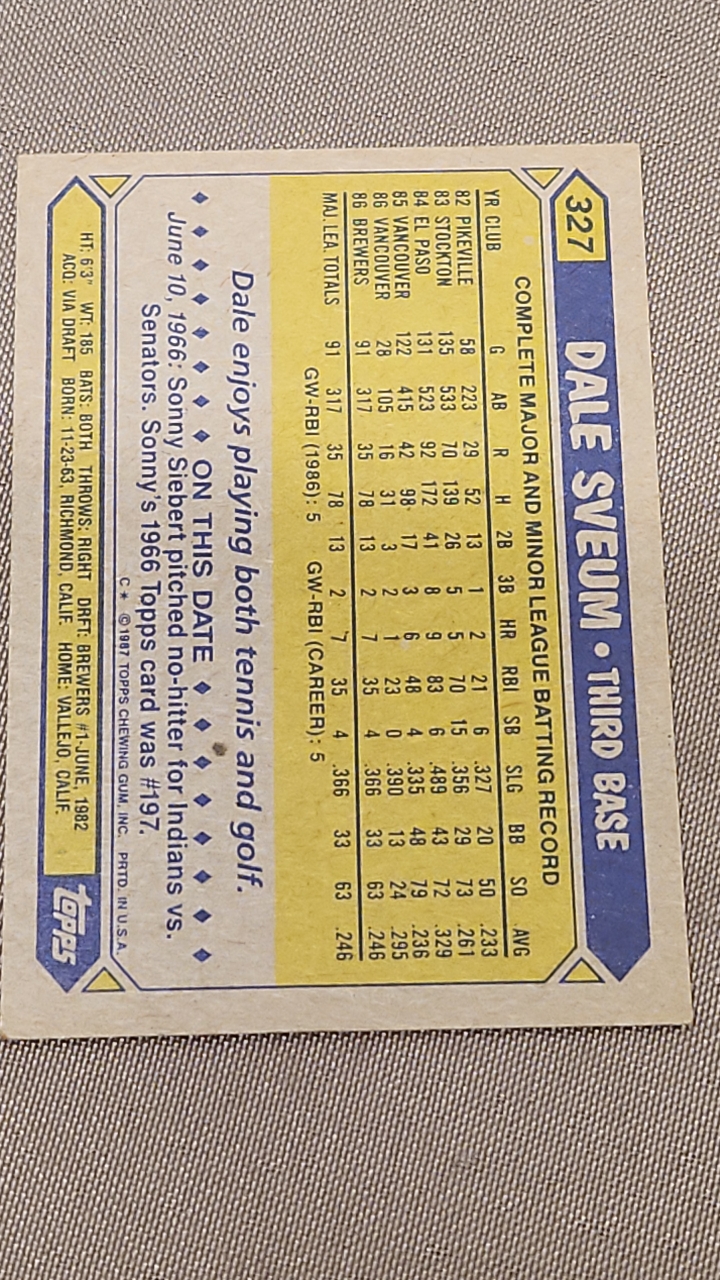 327 DALE SVEUM • THIRD BASE
COMPLETE MAJOR AND MINOR LEAGUE BATTING RECORD
YR CLUB G AB R H 2B 3B HR RBI SB SLG BB SO AVG
82 PIKEVILLE 58 223 29 52 13 1 2 21 6 .327 20 50 .233
83 STOCKTON 135 533 70 139 26 5 5 70 15 .356 29 73 .261
84 EL PASO 131 523 92 172 41 8 9 83 6 .489 43 72 .329
85 VANCOUVER 122 415 42 98 17 3 6 48 4 .335 48 79 .236
86 VANCOUVER 28 105 16 31 3 2 1 23 0 .390 13 24 .295
86 BREWERS 91 317 35 78 13 2 7 35 4 .366 33 63 .246
MAJ. LEA. TOTALS 91 317 35 78 13 2 7 35 4 .366 33 63 .246
GW-RBI (1986): 5 GW-RBI (CAREER): 5
Dale enjoys playing both tennis and golf.
♦ ♦ ♦ ♦ ♦ ♦ ♦ ♦ ON THIS DATE ♦ ♦ ♦ ♦ ♦ ♦ ♦ ♦
June 10, 1966: Sonny Siebert pitched no-hitter for Indians vs.
Senators. Sonny's 1966 Topps card was #197.
C* ©1987 TOPPS CHEWING GUM, INC. PRTD. IN U.S.A.
HT: 6'3" WT: 185 BATS: BOTH THROWS: RIGHT DRFT: BREWERS #1-JUNE, 1982
ACQ: VIA DRAFT BORN: 11-23-63, RICHMOND, CALIF. HOME: VALLEJO, CALIF.
topps